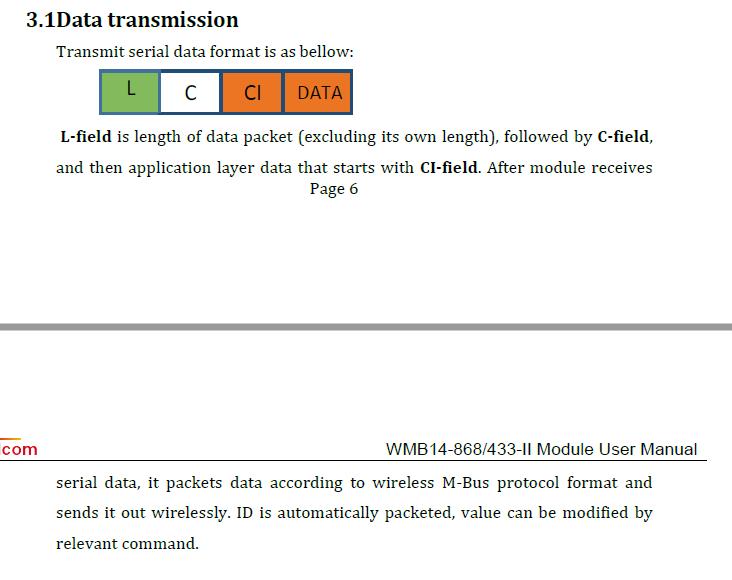 3.1Data transmission
Transmit serial data format is as bellow:
L C CI DATA
L-field is length of data packet (excluding its own length), followed by C-field,
and then application layer data that starts with CI-field. After module receives
Page 6
com
WMB14-868/433-II Module User Manual
serial data, it packets data according to wireless M-Bus protocol format and
sends it out wirelessly. ID is automatically packeted, value can be modified by
relevant command.